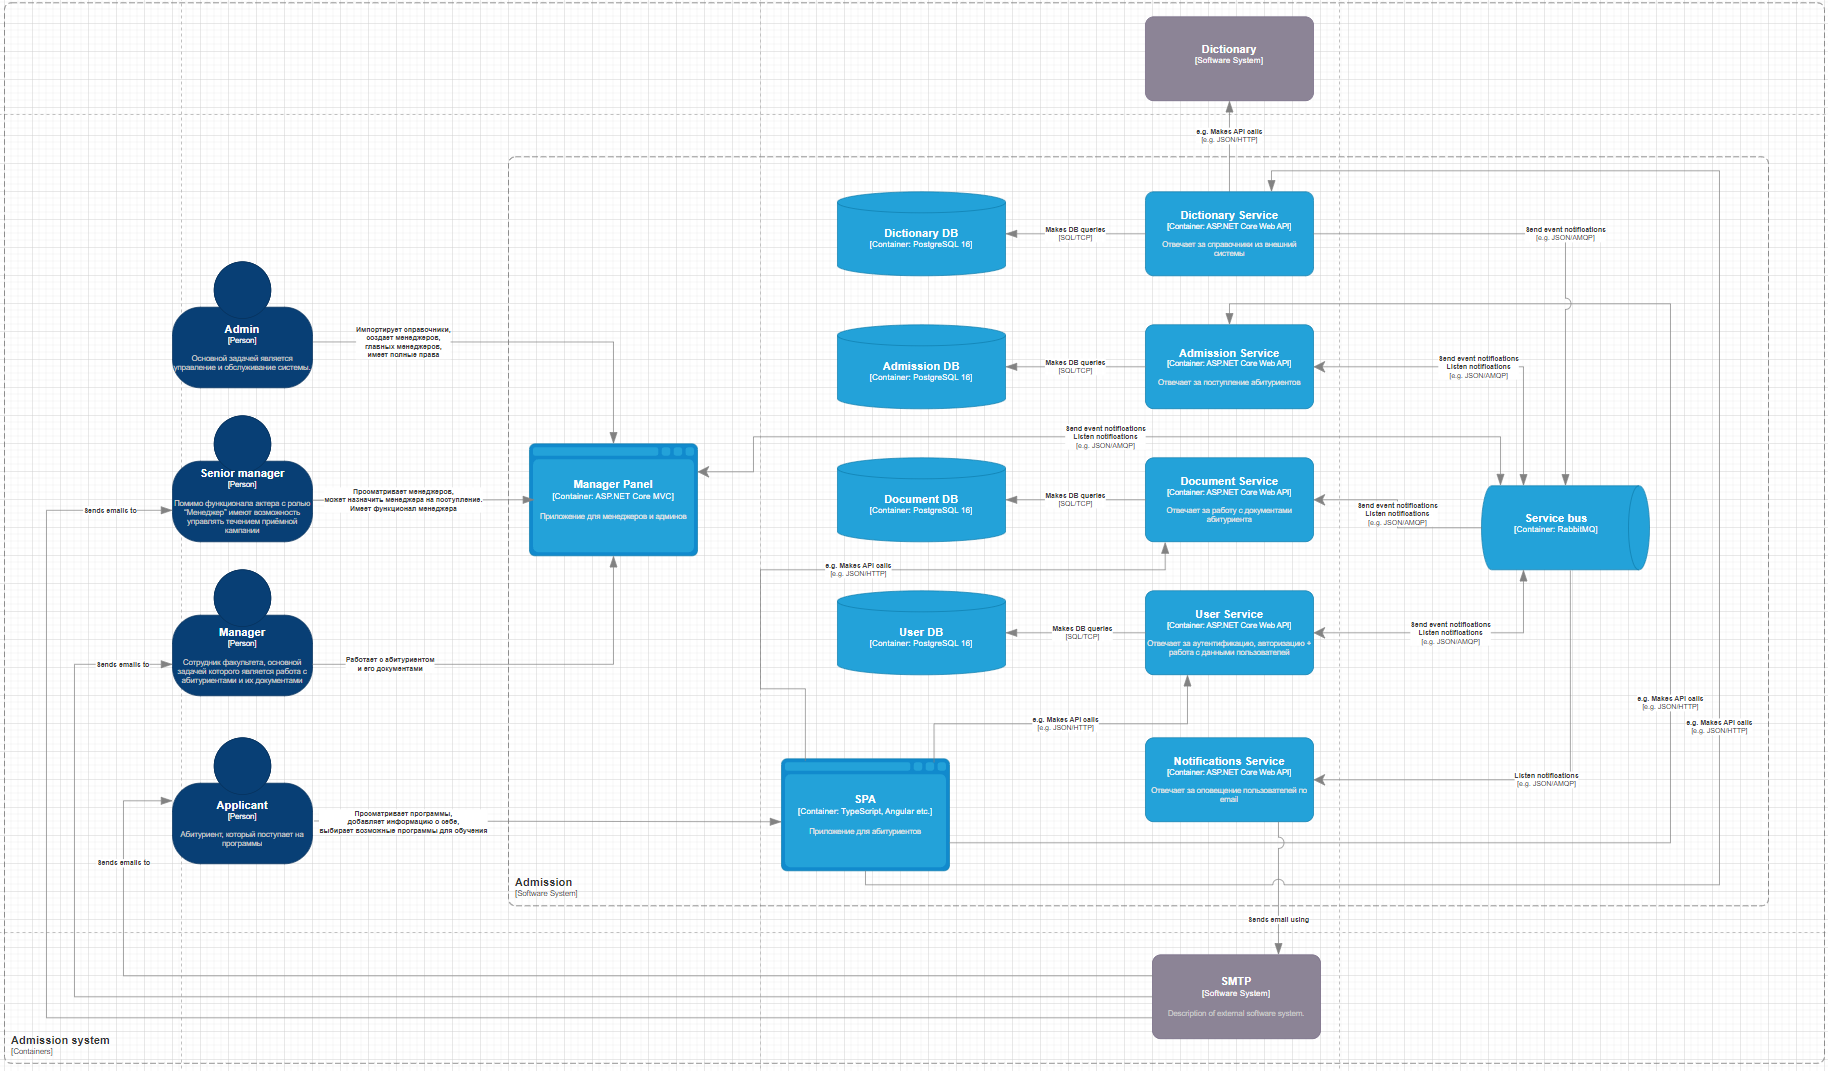 Dictionary
[Software System]
e.g. Makes API calls
[e.g. JSON/HTTP]
Dictionary DB
[Container: PostgreSQL 16]
Makes DB queries
[SQL/TCP]
Dictionary Service
[Container: ASP.NET Core Web API]
Отвечает за справочники из внешний
системы
Send event notifications
[e.g. JSON/AMQP]
Admin
[Person]
Основной задачей является
управление и обслуживание системы.
Импортирует справочники,
создает менеджеров,
главных менеджеров,
имеет полные права
Admission DB
[Container: PostgreSQL 16]
Makes DB queries
[SQL/TCP]
Admission Service
[Container: ASP.NET Core Web API]
Отвечает за поступление абитуриентов
Send event notifications
Listen notifications
[e.g. JSON/AMQP]
Send event notifications
Listen notifications
[e.g. JSON/AMQP]
Senior manager
[Person]
Помимо функционала актера с ролью
"Менеджер" имеют возможность
управлять течением приёмной
кампании
Sends emails to
Просматривает менеджеров,
может назначить менеджера на поступление.
Имеет функционал менеджера
Manager Panel
[Container: ASP.NET Core MVC]
Приложение для менеджеров и админов
Document DB
[Container: PostgreSQL 16]
Makes DB queries
[SQL/TCP]
Document Service
[Container: ASP.NET Core Web API]
Отвечает за работу с документами
абитуриента
Send event notifications
Listen notifications
[e.g. JSON/AMQP]
Service bus
[Container: RabbitMQ]
e.g. Makes API calls
[e.g. JSON/HTTP]
Manager
[Person]
Сотрудник факультета, основной
задачей которого является работа с
абитуриентами и их документами
Sends emails to
Работает с абитуриентом
и его документами
User DB
[Container: PostgreSQL 16]
Makes DB queries
[SQL/TCP]
User Service
[Container: ASP.NET Core Web API]
Отвечает за аутентификацию, авторизацию +
работа с данными пользователей
Send event notifications
Listen notifications
[e.g. JSON/AMQP]
e.g. Makes API calls
[e.g. JSON/HTTP]
e.g. Makes API calls
[e.g. JSON/HTTP]
e.g. Makes API calls
[e.g. JSON/HTTP]
Applicant
[Person]
Абитуриент, который поступает на
программы
Sends emails to
Просматривает программы,
добавляет информацию о себе,
выбирает возможные программы для обучения
SPA
[Container: TypeScript, Angular etc.]
Приложение для абитуриентов
Notifications Service
[Container: ASP.NET Core Web API]
Отвечает за оповещение пользователей по
email
Listen notifications
[e.g. JSON/AMQP]
Admission
[Software System]
Sends email using
SMTP
[Software System]
Description of external software system.
Admission system
[Containers]